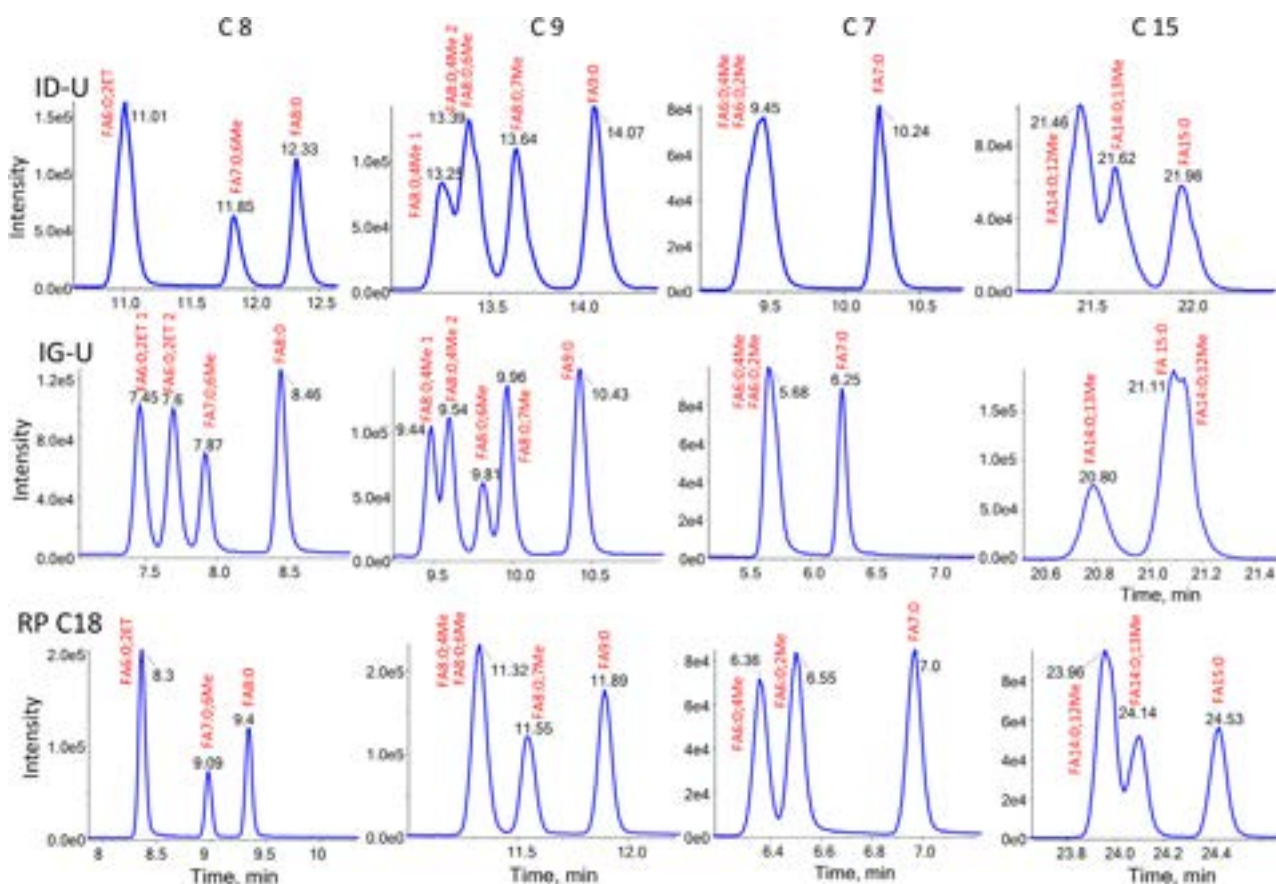 C 8
C 9
C 7
C 15
ID-U
Intensity
1.5e5
1.0e5
5.0e4
0.0e0
FA6:0;2ET
11.01
FA7:0;6Me
11.85
FA8:0
12.33
11.0
11.5
12.0
12.5
1.0e5
5.0e4
0.0e0
FA8:0;4Me 1
13.25
FA8:0;4Me 2
FA8:0;6Me
13.39
FA8:0;7Me
13.64
FA9:0
14.07
13.5
14.0
8e4
6e4
4e4
2e4
0e0
FA6:0;4Me
FA6:0;2Me
9.45
FA7:0
10.24
9.5
10.0
10.5
8.0e4
4.0e4
0.0e0
FA14:0;12Me
21.46
FA14:0;13Me
21.62
FA15:0
21.96
21.5
22.0
IG-U
Intensity
1.2e5
8.0e4
4.0e4
0.0e0
FA6:0;2ET 1
7.45
FA6:0;2ET 2
7.6
FA7:0;6Me
7.87
FA8:0
8.46
7.5
8.0
8.5
1.0e5
5.0e4
0.0e0
FA8:0;4Me 1
9.44
FA8:0;4Me 2
9.54
FA8:0;6Me
9.81
9.96
FA8:0;7Me
FA9:0
10.43
9.5
10.0
10.5
8e4
6e4
4e4
2e4
0e0
FA6:0;4Me
FA6:0;2Me
5.68
FA7:0
6.25
5.5
6.0
6.5
7.0
1.5e5
1.0e5
5.0e4
0.0e0
FA14:0;13Me
20.80
FA 15:0
21.11
FA14:0;12Me
20.6
20.8
21.0
21.2
21.4
Time, min
RP C18
Intensity
2.0e5
1.0e5
0.0e0
FA6:0;2ET
8.3
FA7:0;6Me
9.09
FA8:0
9.4
8
8.5
9
9.5
10
Time, min
2.0e5
1.0e5
0.0e0
FA8:0;4Me
FA8:0;6Me
11.32
FA8:0;7Me
11.55
FA9:0
11.89
11.5
12.0
Time, min
8e4
6e4
4e4
2e4
0e0
FA6:0;4Me
6.36
FA6:0;2Me
6.55
FA7:0
7.0
6.4
6.6
6.8
7.0
Time, min
8e4
6e4
4e4
2e4
0e0
FA14:0;12Me
23.96
FA14:0;13Me
24.14
FA15:0
24.53
23.8
24.0
24.2
24.4
Time, min